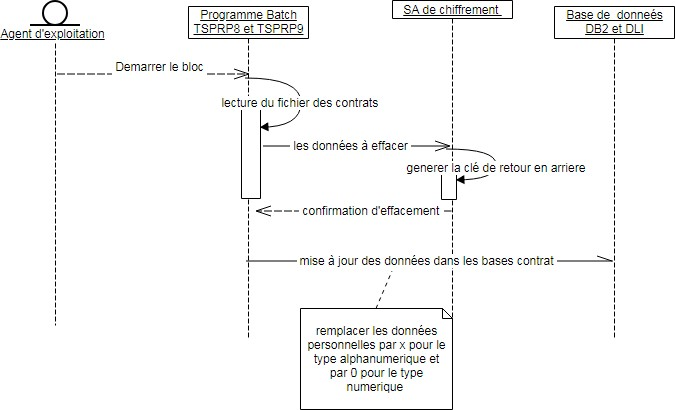 Agent d'exploitation
Programme Batch
TSPRP8 et TSPRP9
SA de chiffrement
Base de donneés
DB2 et DLI
Demarrer le bloc
lecture du fichier des contrats
les données à effacer
generer la clé de retour en arriere
confirmation d'effacement
mise à jour des données dans les bases contrat
remplacer les données
personnelles par x pour le
type alphanumerique et
par 0 pour le type
numerique